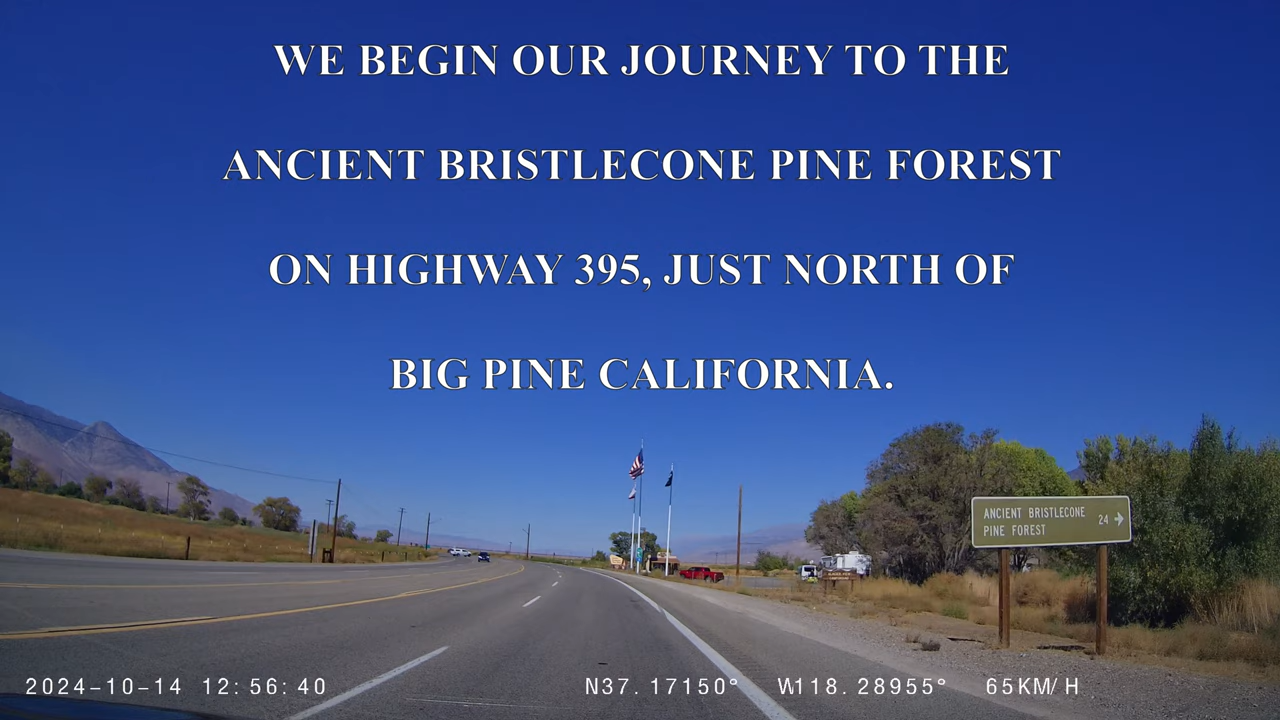 WE BEGIN OUR JOURNEY TO THE
ANCIENT BRISTLECONE PINE FOREST
ON HIGHWAY 395, JUST NORTH OF
BIG PINE CALIFORNIA.
ANCIENT BRISTLECONE
PINE FOREST
24 →
2024-10-14 12:56:40
N37.17150° W118.28955° 65KM/H